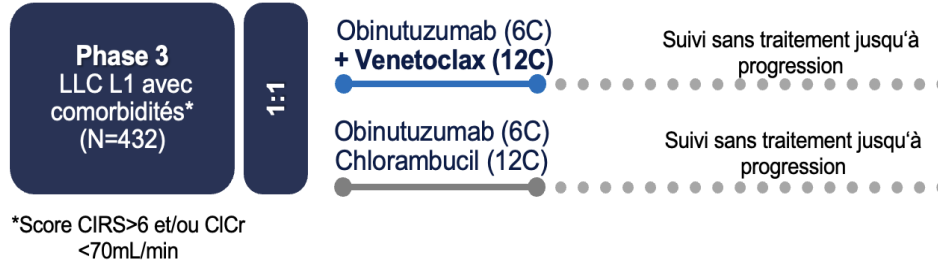 Phase 3
LLC L1 avec
comorbidités*
(N=432)
1:1
Obinutuzumab (6C)
+ Venetoclax (12C)
Suivi sans traitement jusqu‘à
progression
Obinutuzumab (6C)
Chlorambucil (12C)
Suivi sans traitement jusqu‘à
progression
*Score CIRS>6 et/ou ClCr
<70mL/min